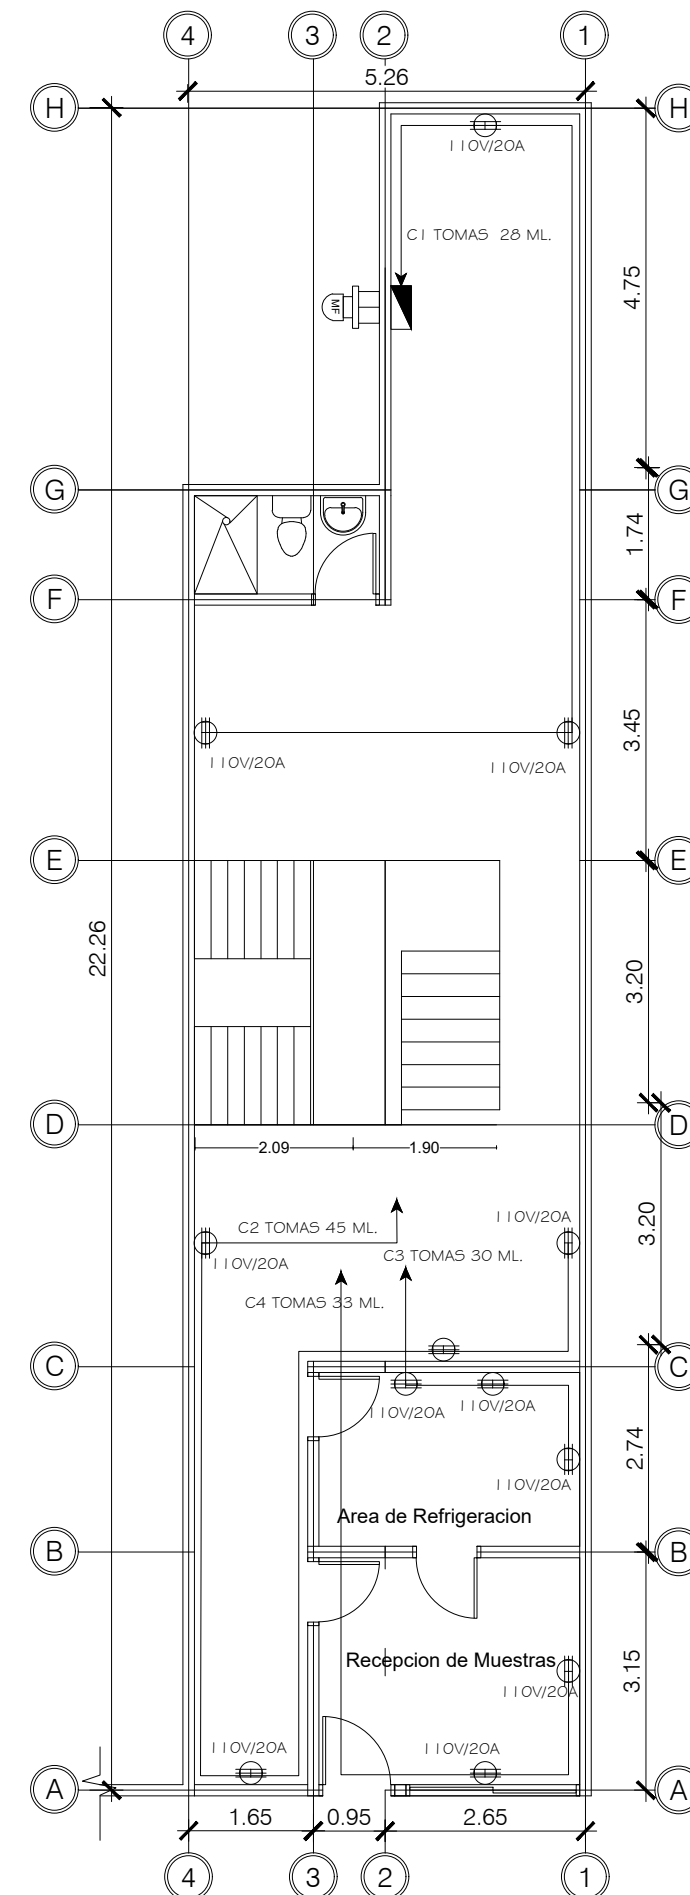 4 3 2 1
5.26
H H
110V/20A
C1 TOMAS 28 ML.
4.75
MF
G G
1.74
F F
3.45
110V/20A 110V/20A
E E
22.26
3.20
D D
2.09 1.90
110V/20A
3.20
C2 TOMAS 45 ML.
C3 TOMAS 30 ML.
110V/20A
C4 TOMAS 33 ML.
C C
110V/20A 110V/20A
2.74
110V/20A
Area de Refrigeracion
B B
Recepcion de Muestras
3.15
110V/20A
110V/20A 110V/20A
A A
1.65 0.95 2.65
4 3 2 1